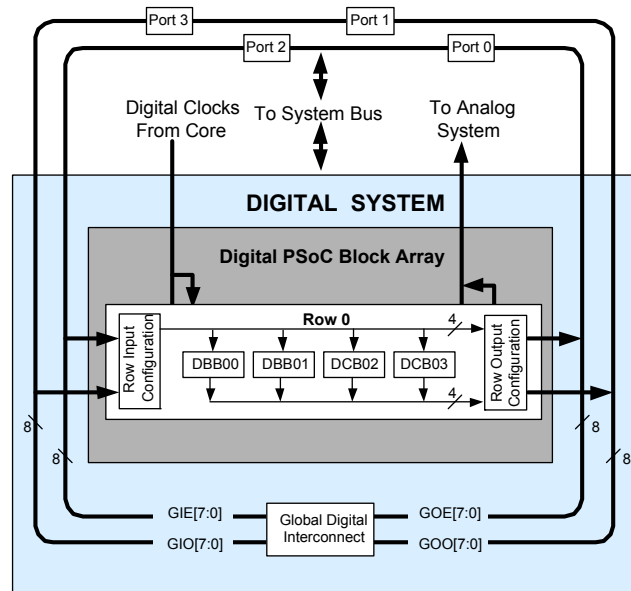 Port 3
Port 1
Port 2
Port 0
Digital Clocks
From Core
To System Bus
To Analog
System
DIGITAL SYSTEM
Digital PSoC Block Array
Row Input
Configuration
Row 0
4
DBB00
DBB01
DCB02
DCB03
4
Row Output
Configuration
8
8
8
8
GIE[7:0]
GIO[7:0]
Global Digital
Interconnect
GOE[7:0]
GOO[7:0]